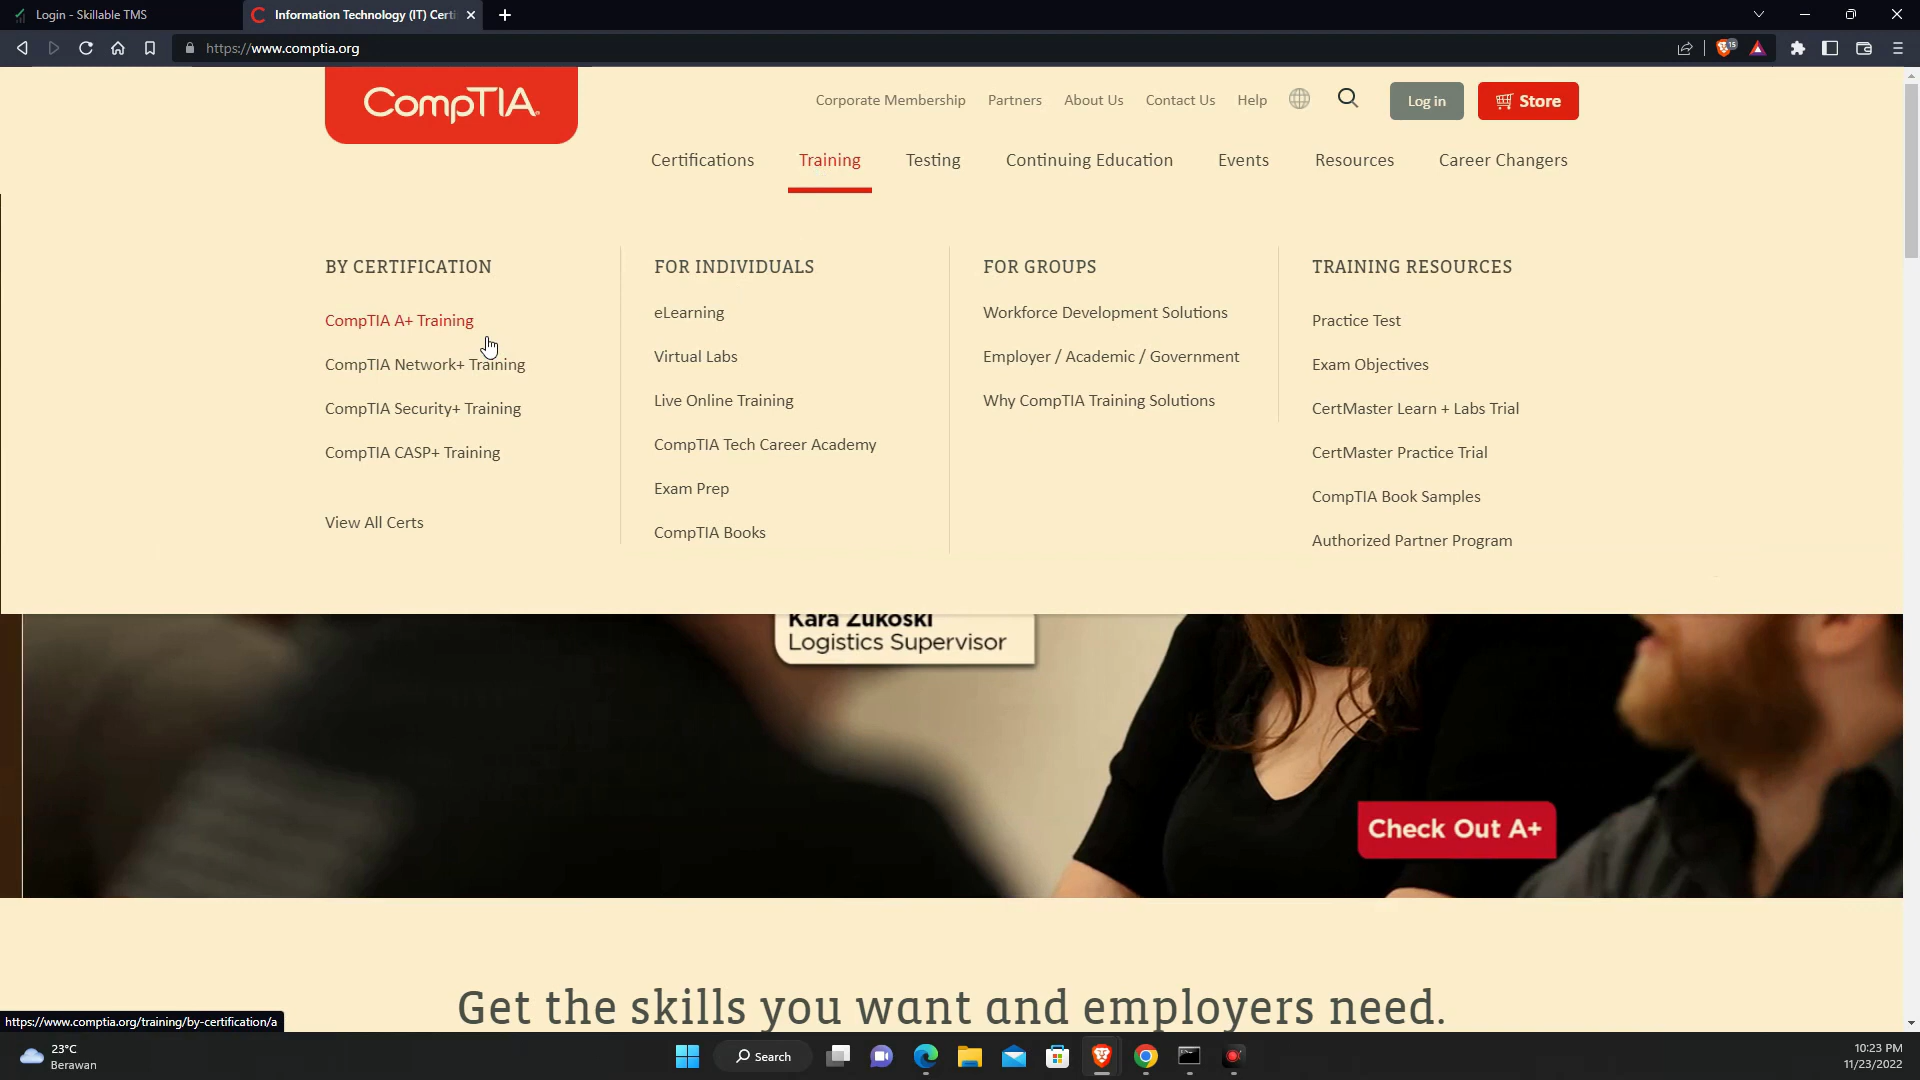 Login - Skillable TMS
Information Technology (IT) Certi
https://www.comptia.org
15
CompTIA.
Corporate Membership
Partners
About Us
Contact Us
Help
Log in
Store
Certifications
Training
Testing
Continuing Education
Events
Resources
Career Changers
BY CERTIFICATION
CompTIA A+ Training
CompTIA Network+ Training
CompTIA Security+ Training
CompTIA CASP+ Training
View All Certs
FOR INDIVIDUALS
eLearning
Virtual Labs
Live Online Training
CompTIA Tech Career Academy
Exam Prep
CompTIA Books
FOR GROUPS
Workforce Development Solutions
Employer / Academic / Government
Why CompTIA Training Solutions
TRAINING RESOURCES
Practice Test
Exam Objectives
CertMaster Learn + Labs Trial
CertMaster Practice Trial
CompTIA Book Samples
Authorized Partner Program
Kara Zukoski
Logistics Supervisor
Check Out A+
Get the skills you want and employers need.
https://www.comptia.org/training/by-certification/a
23°C
Berawan
Search
10:23 PM
11/23/2022